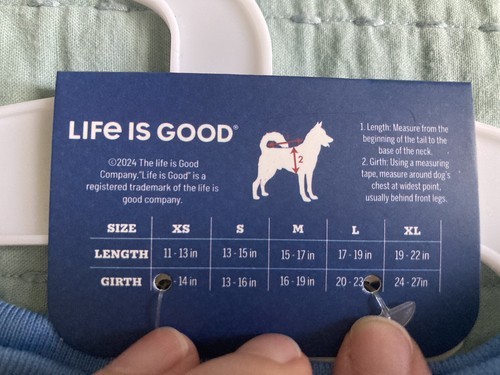 LIFE IS GOOD®
©2024 The life is Good
Company."Life is Good" is a
registered trademark of the life is
good company.
2
1. Length: Measure from the
beginning of the tail to the
base of the neck.
2. Girth: Using a measuring
tape, measure around dog's
chest at widest point,
usually behind front legs.
SIZE XS S M L XL
LENGTH 11 - 13 in 13 - 15 in 15 - 17 in 17 - 19 in 19 - 22 in
GIRTH - 14 in 13 - 16 in 16 - 19 in 20 - 23 24 - 27in